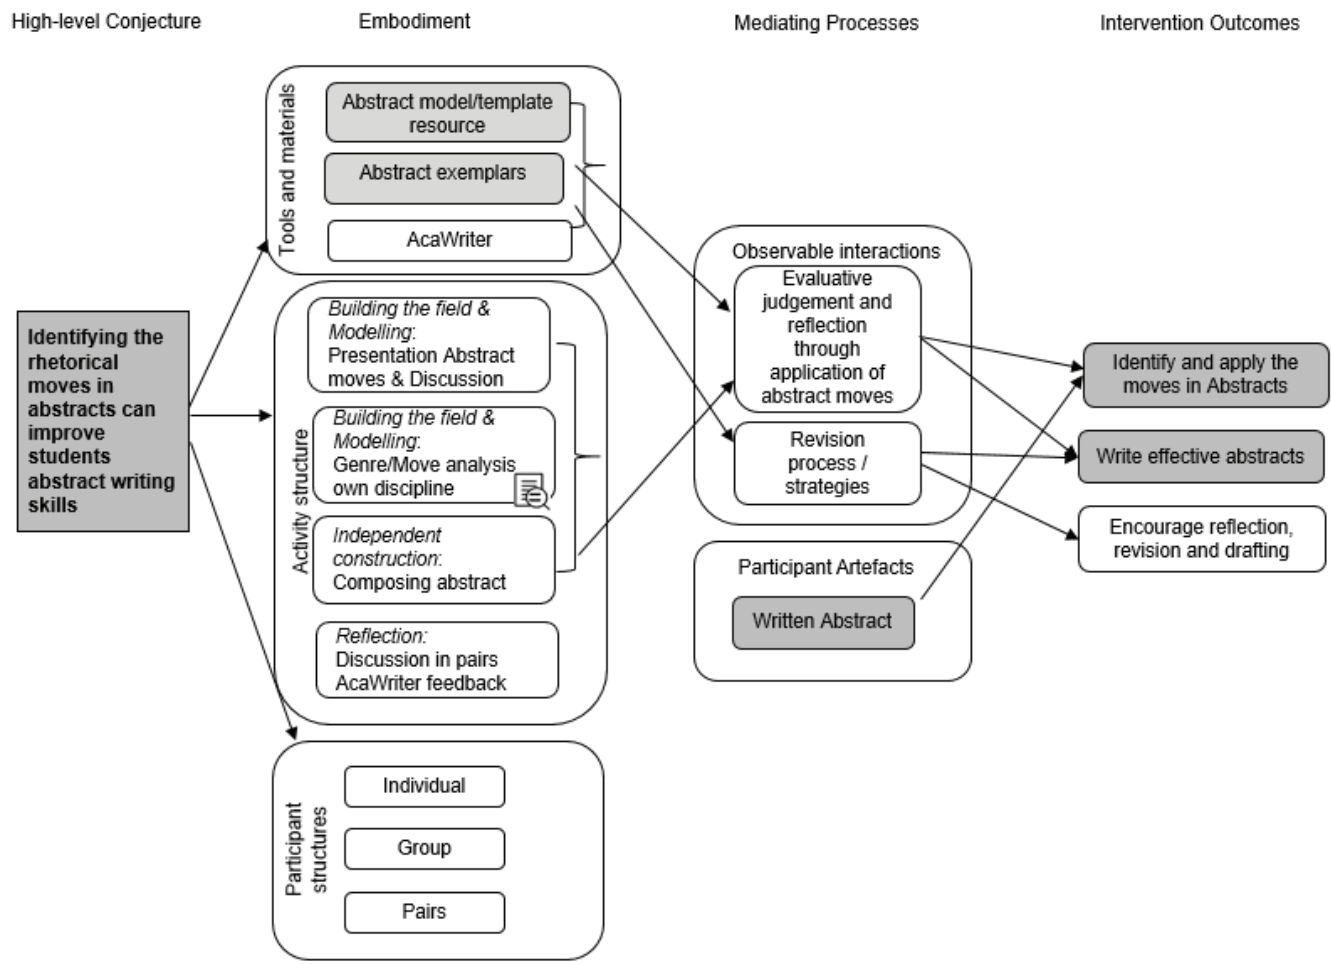 High-level Conjecture
Embodiment
Mediating Processes
Intervention Outcomes
Identifying the
rhetorical
moves in
abstracts can
improve
students
abstract writing
skills
Tools and materials
Abstract model/template
resource
Abstract exemplars
AcaWriter
Activity structure
Building the field &
Modelling:
Presentation Abstract
moves & Discussion
Building the field &
Modelling:
Genre/Move analysis
own discipline
Independent
construction:
Composing abstract
Reflection:
Discussion in pairs
AcaWriter feedback
Participant
structures
Individual
Group
Pairs
Observable interactions
Evaluative
judgement and
reflection
through
application of
abstract moves
Revision
process /
strategies
Participant Artefacts
Written Abstract
Identify and apply the
moves in Abstracts
Write effective abstracts
Encourage reflection,
revision and drafting